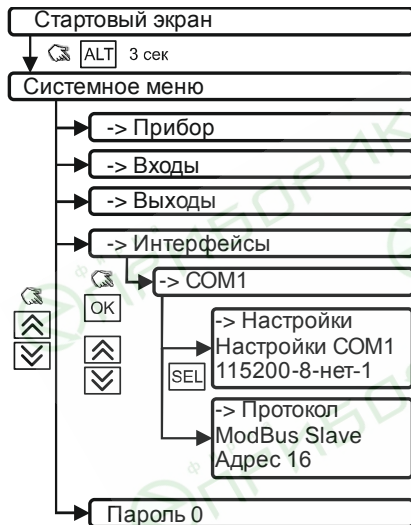 Стартовый экран
ALT 3 сек
Системное меню
-> Прибор
-> Входы
-> Выходы
-> Интерфейсы
-> COM1
OK
-> Настройки
Настройки COM1
115200-8-нет-1
SEL
-> Протокол
ModBus Slave
Адрес 16
Пароль 0